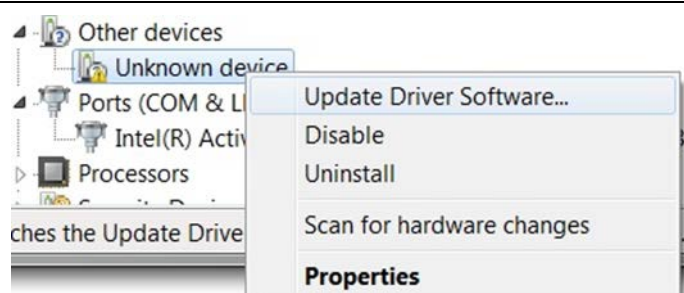 Other devices
Unknown device
Update Driver Software...
Ports (COM & L
Disable
Intel(R) Activ
Uninstall
Processors
Scan for hardware changes
ches the Update Drive
Properties